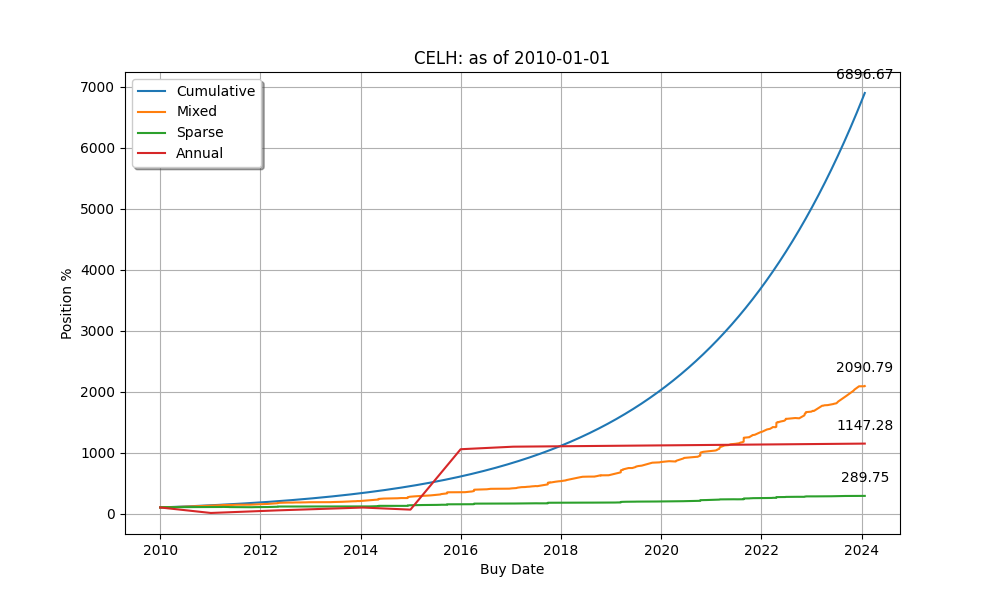 CELH: as of 2010-01-01
6896.67
7000
Cumulative
Mixed
Sparse
Annual
6000
5000
4000
3000
2090.79
2000
1147.28
1000
289.75
0
Position %
2010 2012 2014 2016 2018 2020 2022 2024
Buy Date